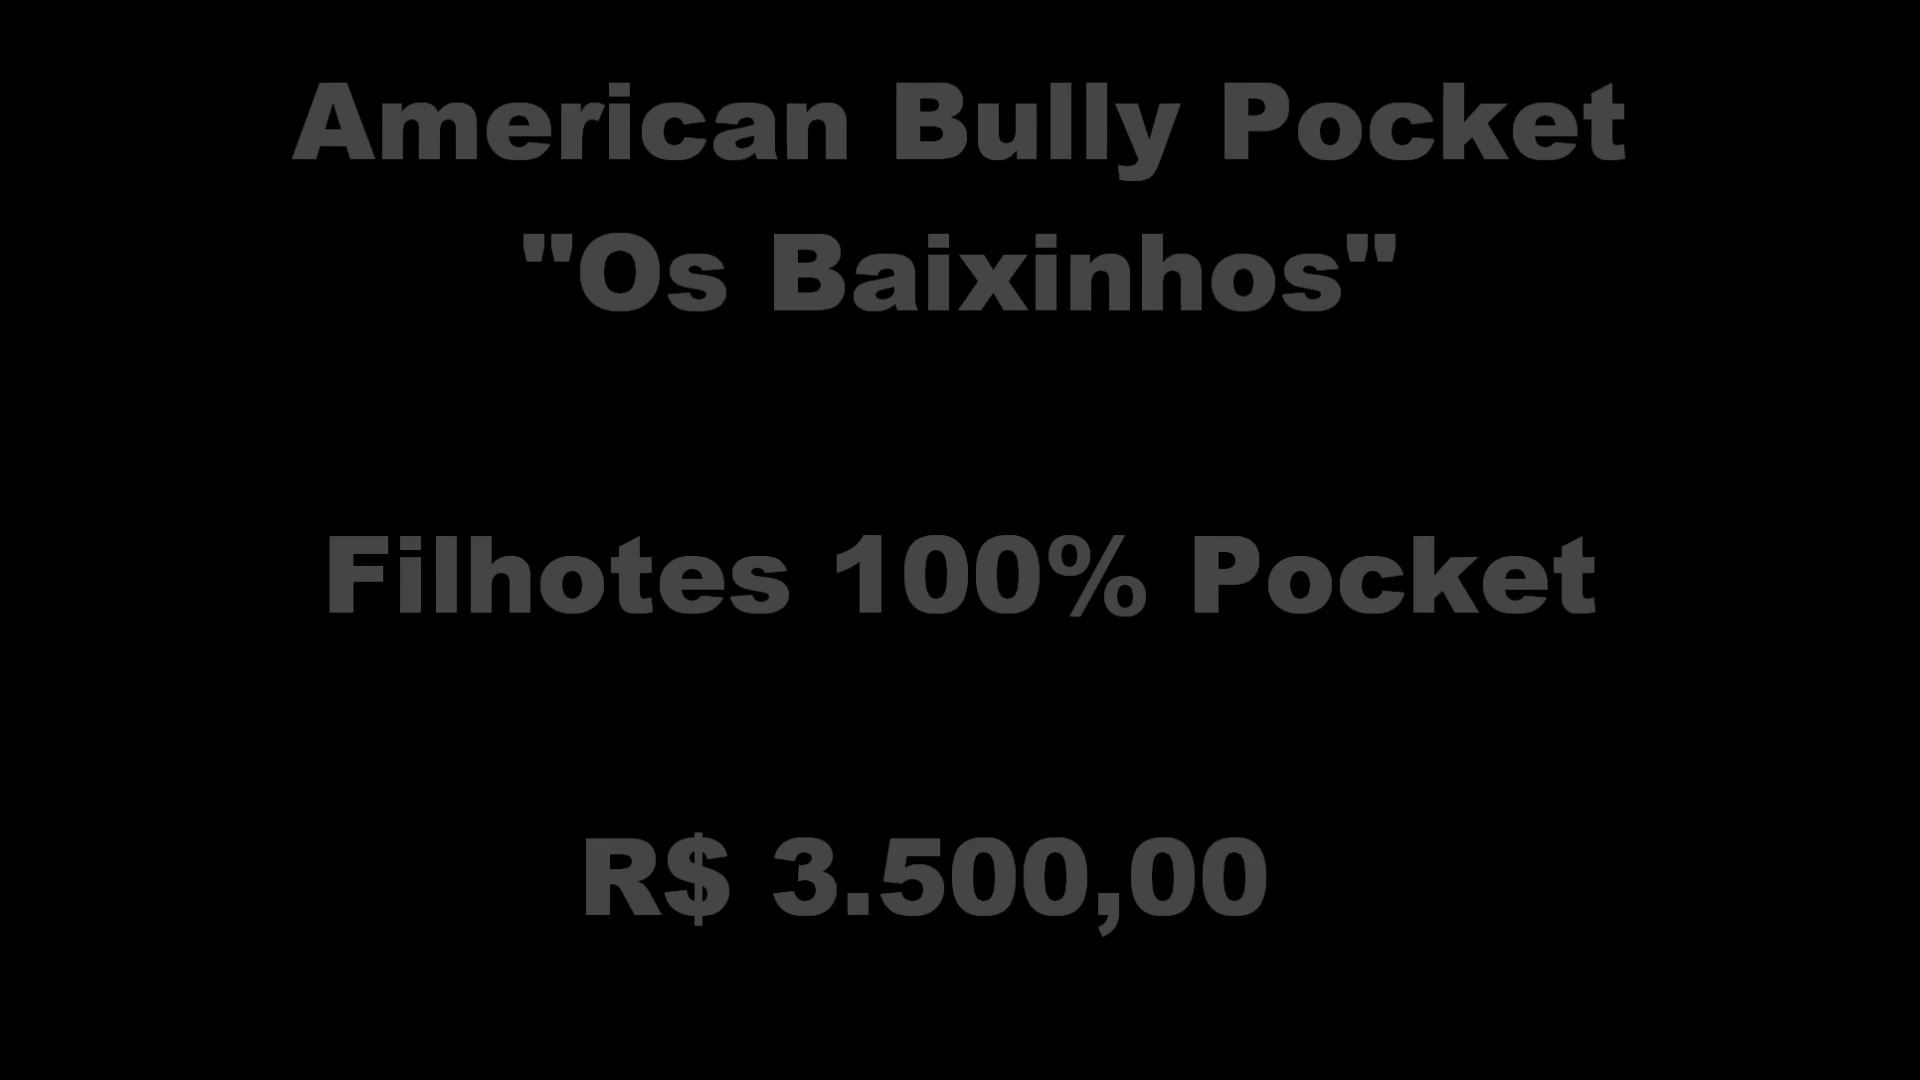 American Bully Pocket
"Os Baixinhos"
Filhotes 100% Pocket
R$ 3.500,00